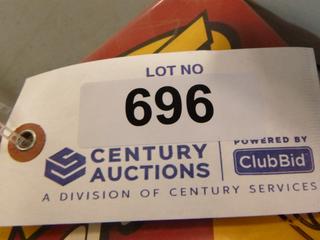 LOT NO
696
CENTURY AUCTIONS
POWERED BY
ClubBid
A DIVISION OF CENTURY SERVICES